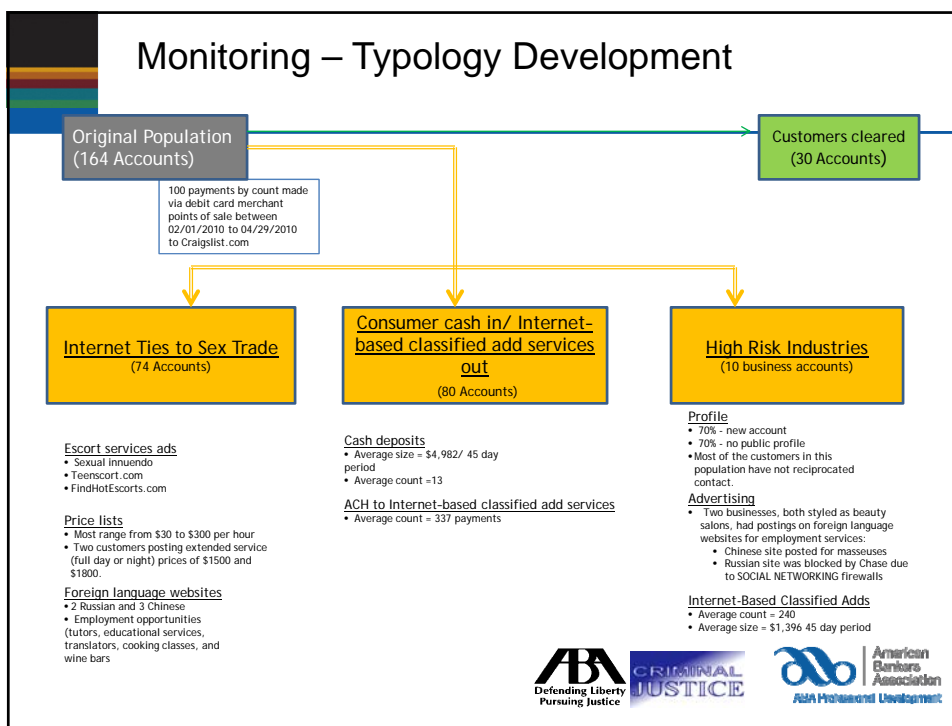 Monitoring – Typology Development
Original Population
(164 Accounts)
Customers cleared
(30 Accounts)
100 payments by count made
via debit card merchant
points of sale between
02/01/2010 to 04/29/2010
to Craigslist.com
Internet Ties to Sex Trade
(74 Accounts)
Consumer cash in/ Internet-
based classified add services
out
(80 Accounts)
High Risk Industries
(10 business accounts)
Escort services ads
• Sexual innuendo
• Teenscort.com
• FindHotEscorts.com
Price lists
• Most range from $30 to $300 per hour
• Two customers posting extended service
(full day or night) prices of $1500 and
$1800.
Foreign language websites
• 2 Russian and 3 Chinese
• Employment opportunities
(tutors, educational services,
translators, cooking classes, and
wine bars
Cash deposits
• Average size = $4,982/ 45 day
period
• Average count =13
ACH to Internet-based classified add services
• Average count = 337 payments
Profile
• 70% - new account
• 70% - no public profile
• Most of the customers in this
population have not reciprocated
contact.
Advertising
• Two businesses, both styled as beauty
salons, had postings on foreign language
websites for employment services:
• Chinese site posted for masseuses
• Russian site was blocked by Chase due
to SOCIAL NETWORKING firewalls
Internet-Based Classified Adds
• Average count = 240
• Average size = $1,396 45 day period
ABA
Defending Liberty
Pursuing Justice
CRIMINAL
JUSTICE
American
Bankers
Association
ABA Professional Development